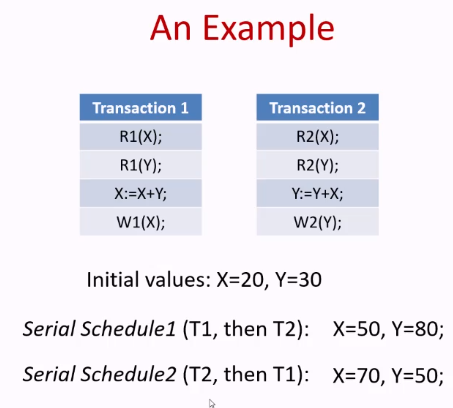 An Example
Transaction 1 Transaction 2
R1(X); R2(X);
R1(Y); R2(Y);
X:=X+Y; Y:=Y+X;
W1(X); W2(Y);
Initial values: X=20, Y=30
Serial Schedule1 (T1, then T2): X=50, Y=80;
Serial Schedule2 (T2, then T1): X=70, Y=50;